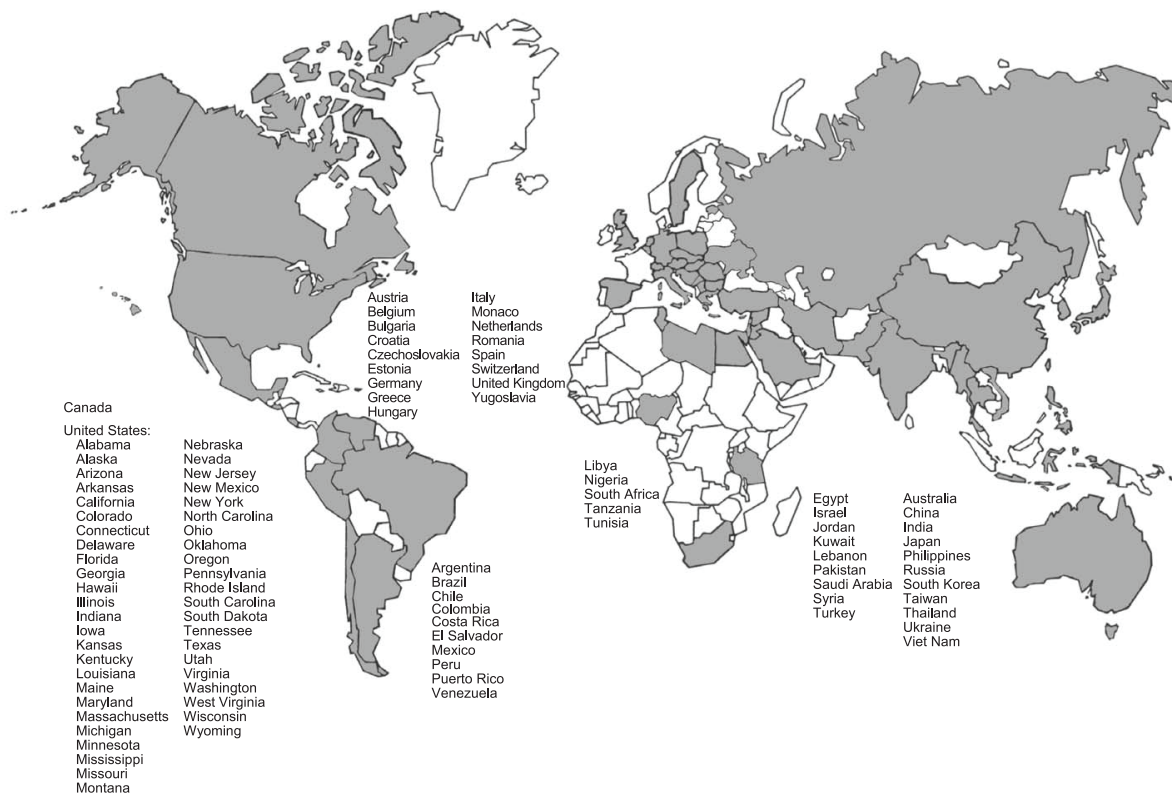 Austria
Belgium
Bulgaria
Croatia
Czechoslovakia
Estonia
Germany
Greece
Hungary
Italy
Monaco
Netherlands
Romania
Spain
Switzerland
United Kingdom
Yugoslavia
Canada
United States:
Alabama
Alaska
Arizona
Arkansas
California
Colorado
Connecticut
Delaware
Florida
Georgia
Hawaii
Illinois
Indiana
Iowa
Kansas
Kentucky
Louisiana
Maine
Maryland
Massachusetts
Michigan
Minnesota
Mississippi
Missouri
Montana
Nebraska
Nevada
New Jersey
New Mexico
New York
North Carolina
Ohio
Oklahoma
Oregon
Pennsylvania
Rhode Island
South Carolina
South Dakota
Tennessee
Texas
Utah
Virginia
Washington
West Virginia
Wisconsin
Wyoming
Argentina
Brazil
Chile
Colombia
Costa Rica
El Salvador
Mexico
Peru
Puerto Rico
Venezuela
Libya
Nigeria
South Africa
Tanzania
Tunisia
Egypt
Israel
Jordan
Kuwait
Lebanon
Pakistan
Saudi Arabia
Syria
Turkey
Australia
China
India
Japan
Philippines
Russia
South Korea
Taiwan
Thailand
Ukraine
Viet Nam